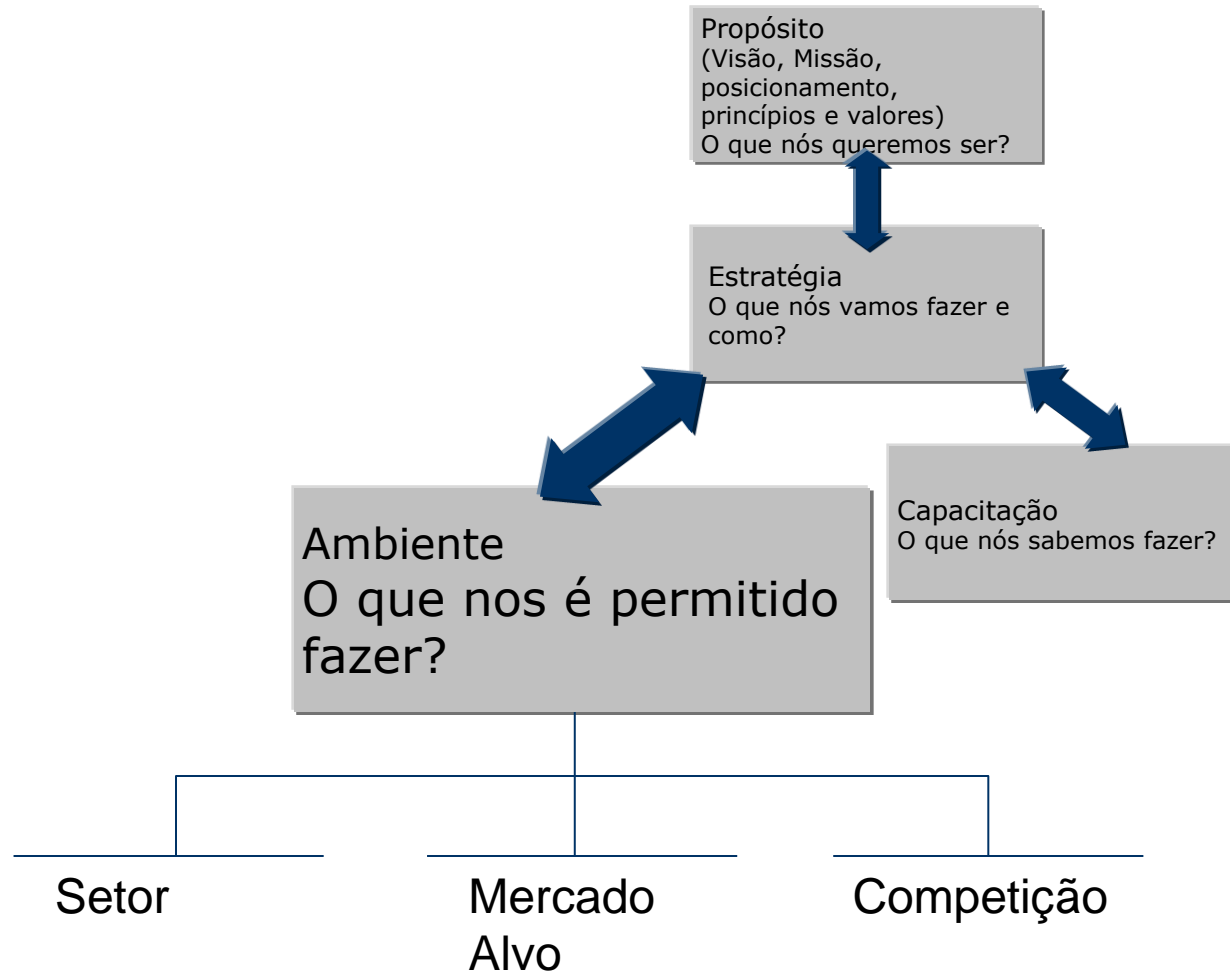 Propósito
(Visão, Missão,
posicionamento,
princípios e valores)
O que nós queremos ser?
Estratégia
O que nós vamos fazer e
como?
Capacitação
O que nós sabemos fazer?
Ambiente
O que nos é permitido
fazer?
Setor
Mercado
Alvo
Competição